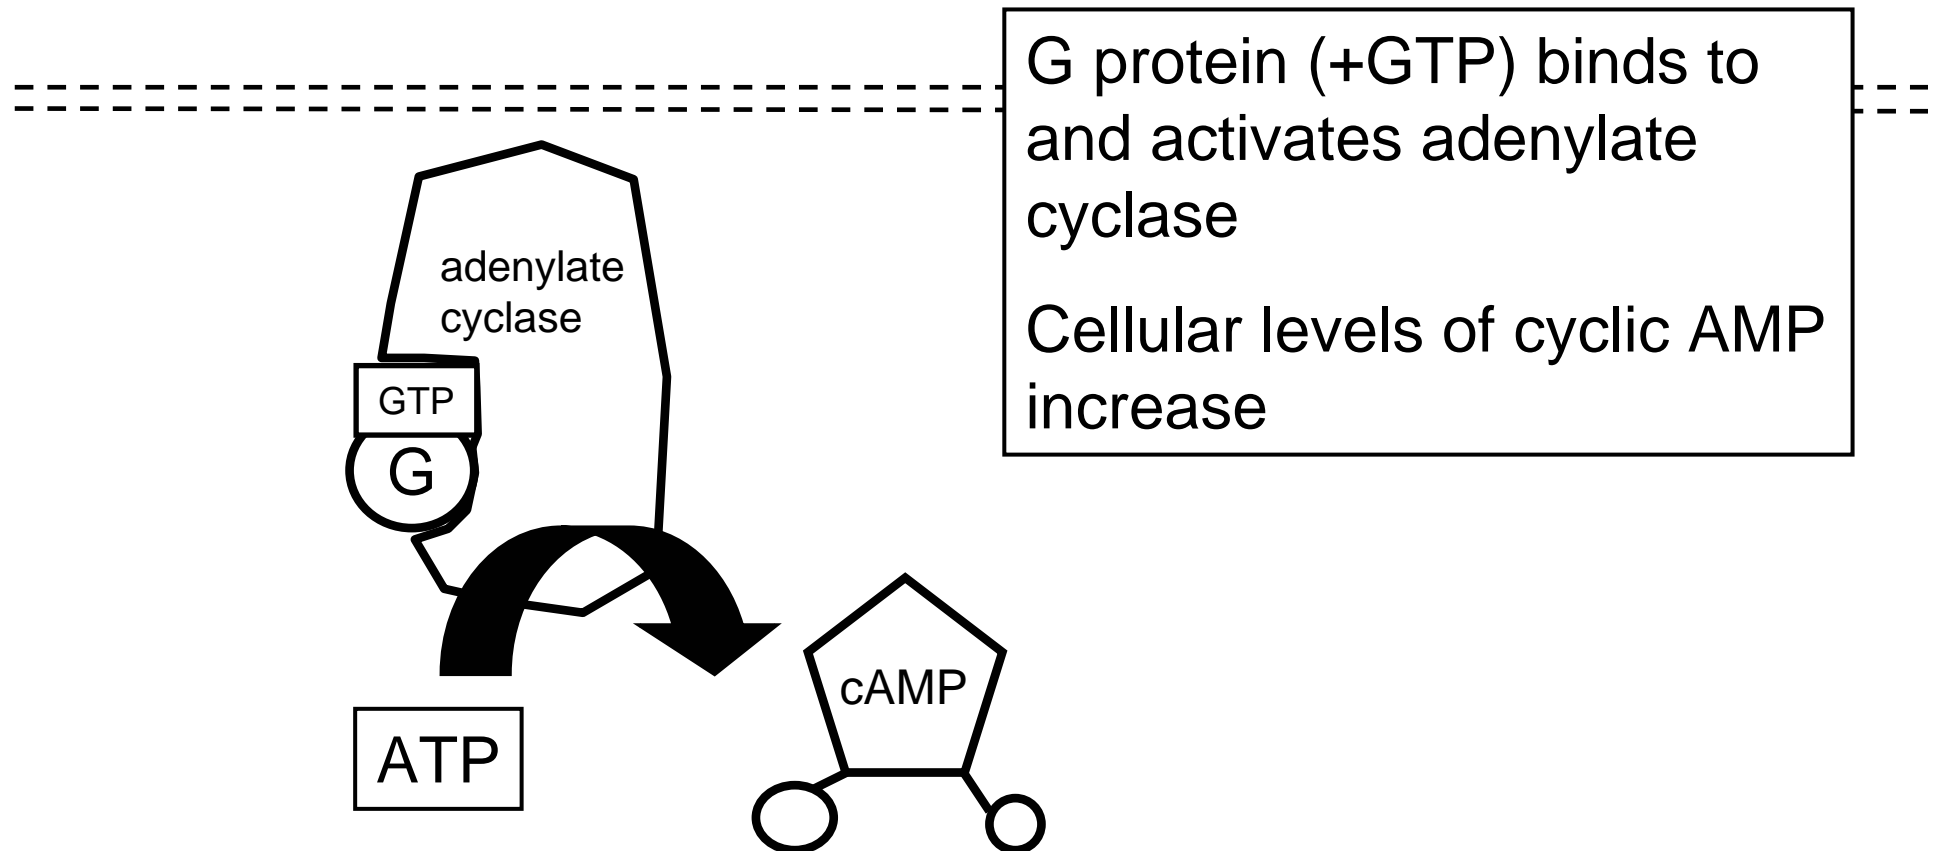 G protein (+GTP) binds to
and activates adenylate
cyclase
Cellular levels of cyclic AMP
increase
adenylate
cyclase
GTP
G
cAMP
ATP